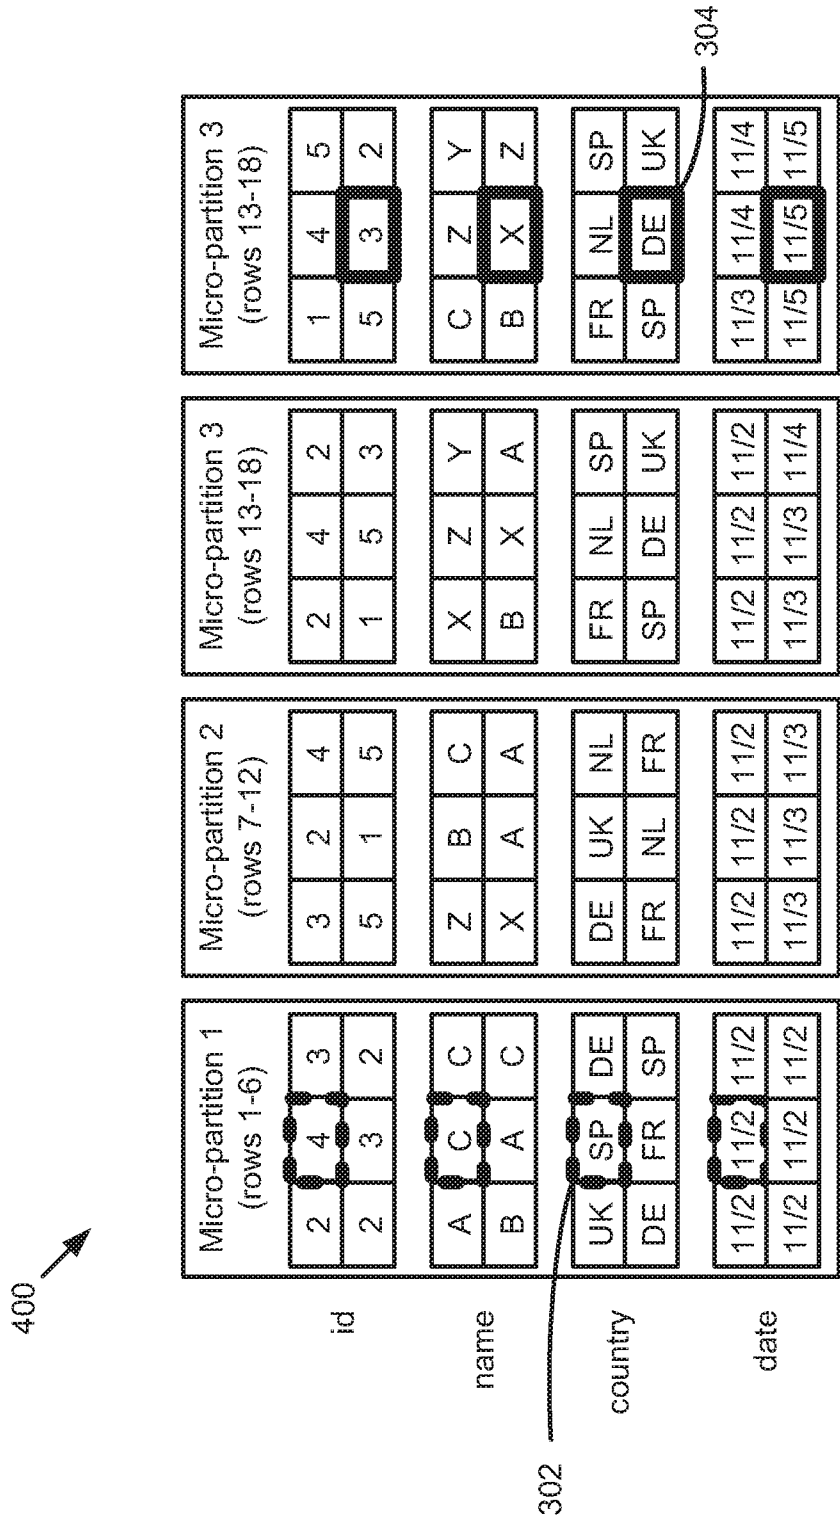 400
Micro-partition 1
(rows 1-6)
Micro-partition 2
(rows 7-12)
Micro-partition 3
(rows 13-18)
Micro-partition 3
(rows 13-18)
id
2 4 3 3 2 4 2 4 2 1 4 5
2 3 2 5 1 5 1 5 3 5 3 2
name
A C C Z B C X Z Y C Z Y
B A C X A A B X A B X Z
country
UK SP DE DE UK NL FR NL SP FR NL SP
DE FR SP FR NL FR SP DE UK SP DE UK
date
11/2 11/2 11/2 11/2 11/2 11/2 11/2 11/2 11/2 11/3 11/4 11/4
11/2 11/2 11/2 11/3 11/3 11/3 11/3 11/3 11/4 11/5 11/5 11/5
302
304